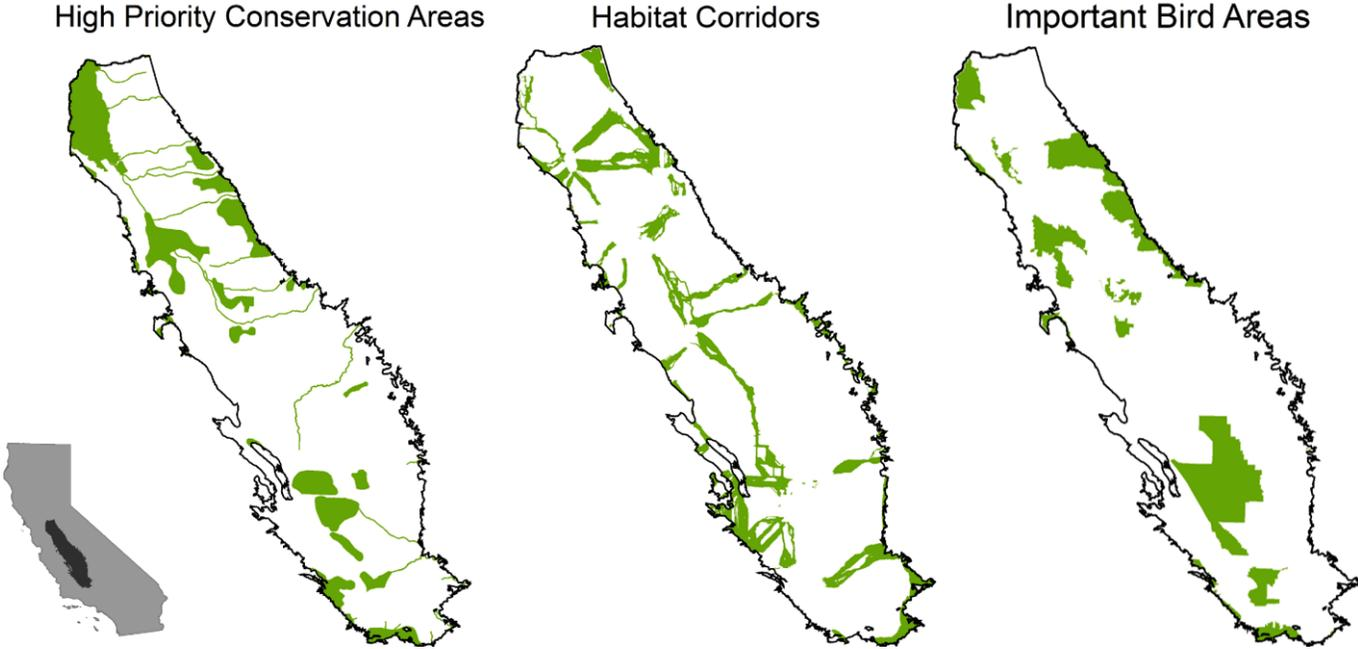 High Priority Conservation Areas
Habitat Corridors
Important Bird Areas